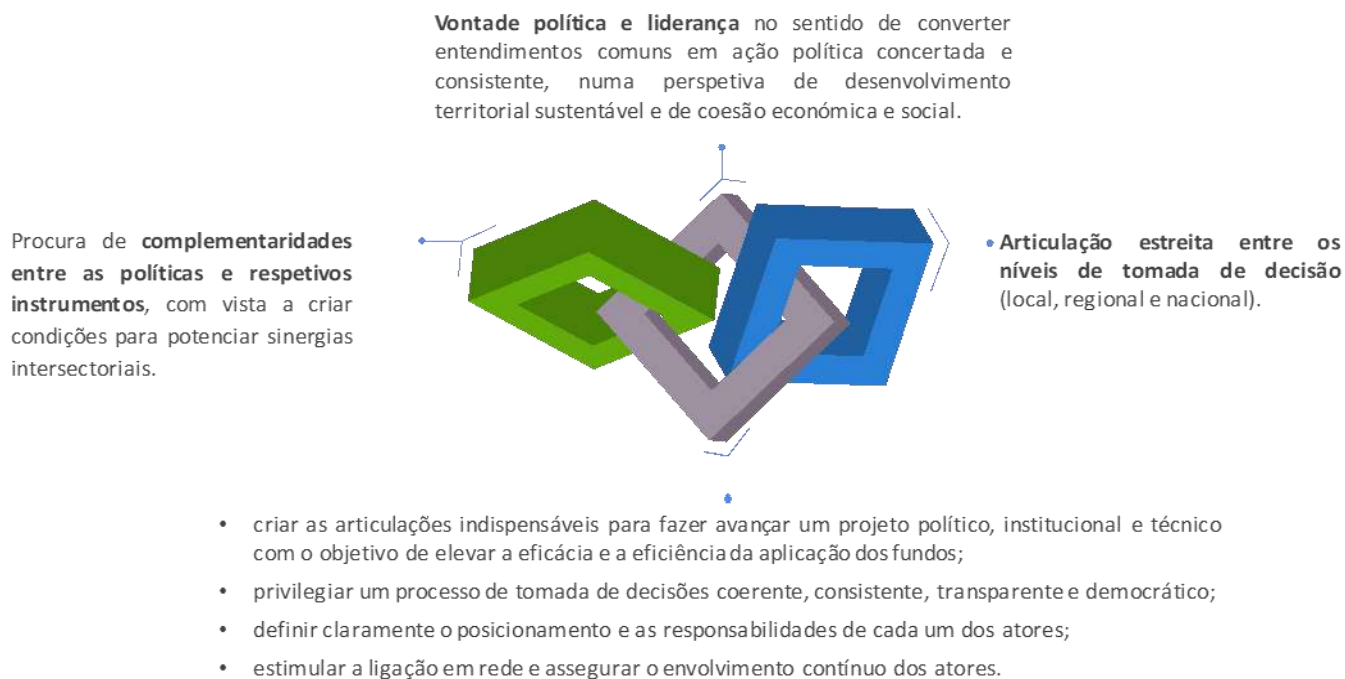 Vontade política e liderança no sentido de converter
entendimentos comuns em ação política concertada e
consistente, numa perspetiva de desenvolvimento
territorial sustentável e de coesão económica e social.
Procura de complementaridades
entre as políticas e respetivos
instrumentos, com vista a criar
condições para potenciar sinergias
intersectoriais.
Articulação estreita entre os
níveis de tomada de decisão
(local, regional e nacional).
• criar as articulações indispensáveis para fazer avançar um projeto político, institucional e técnico
com o objetivo de elevar a eficácia e a eficiência da aplicação dos fundos;
• privilegiar um processo de tomada de decisões coerente, consistente, transparente e democrático;
• definir claramente o posicionamento e as responsabilidades de cada um dos atores;
• estimular a ligação em rede e assegurar o envolvimento contínuo dos atores.